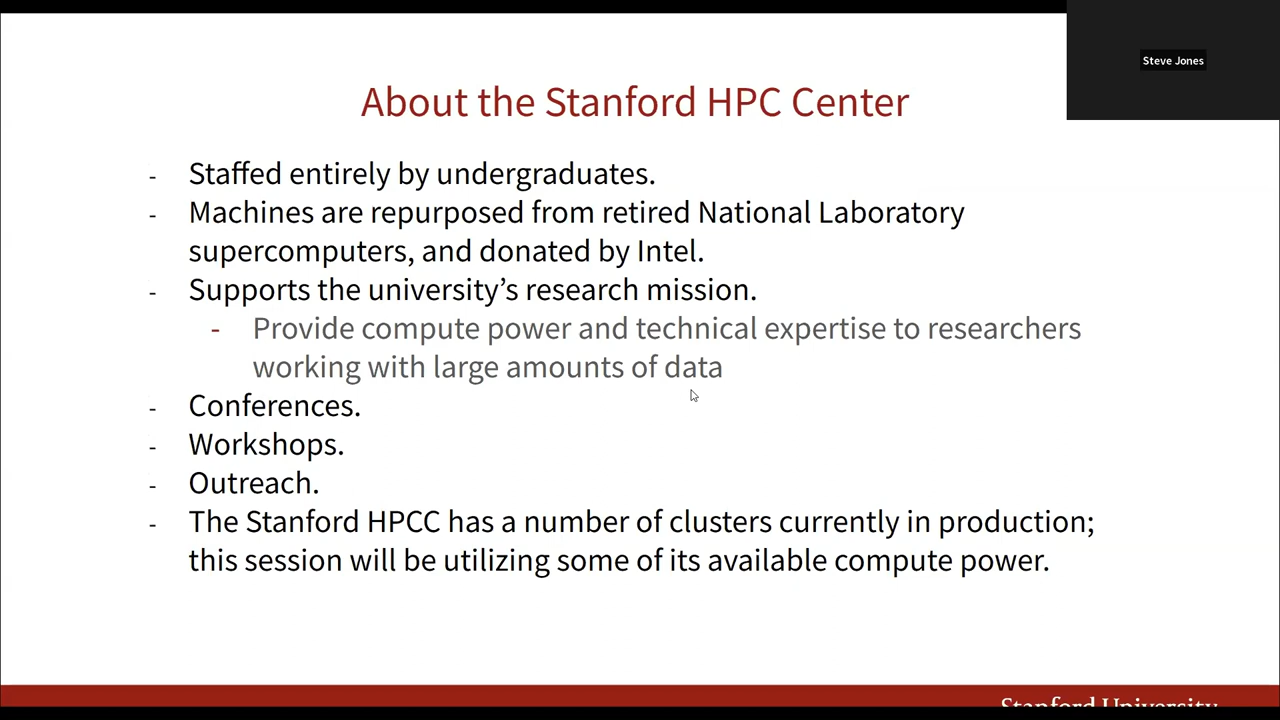 Steve Jones
About the Stanford HPC Center
- Staffed entirely by undergraduates.
- Machines are repurposed from retired National Laboratory
supercomputers, and donated by Intel.
- Supports the university’s research mission.
- Provide compute power and technical expertise to researchers
working with large amounts of data
- Conferences.
- Workshops.
- Outreach.
- The Stanford HPCC has a number of clusters currently in production;
this session will be utilizing some of its available compute power.
Stanford University